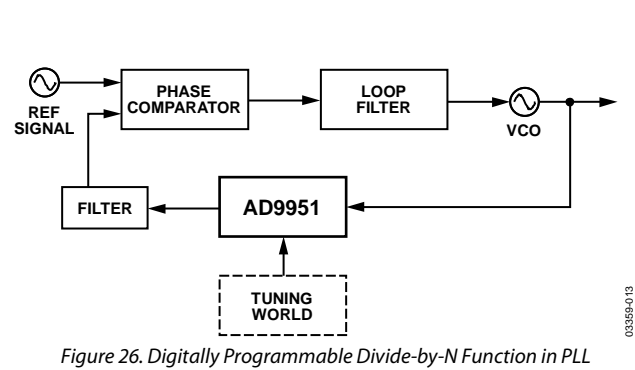 REF
SIGNAL
PHASE
COMPARATOR
LOOP
FILTER
VCO
FILTER
AD9951
TUNING
WORLD
03359-013
Figure 26. Digitally Programmable Divide-by-N Function in PLL